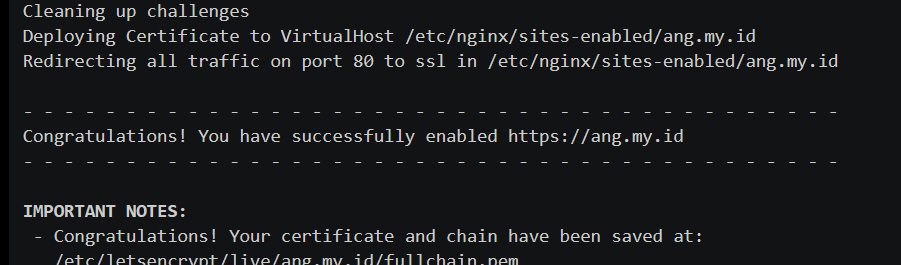 Cleaning up challenges
Deploying Certificate to VirtualHost /etc/nginx/sites-enabled/ang.my.id
Redirecting all traffic on port 80 to ssl in /etc/nginx/sites-enabled/ang.my.id
- - - - - - - - - - - - - - - - - - - - - - - - - - - - - - - - - - - - - - - -
Congratulations! You have successfully enabled https://ang.my.id
- - - - - - - - - - - - - - - - - - - - - - - - - - - - - - - - - - - - - - - -
IMPORTANT NOTES:
- Congratulations! Your certificate and chain have been saved at:
/etc/letsencrypt/live/ang.my.id/fullchain.pem